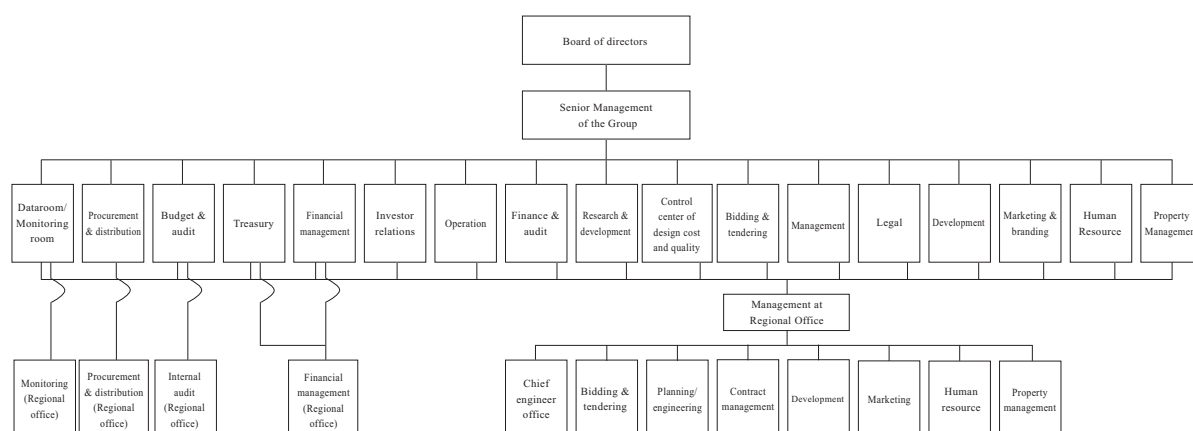 Board of directors
Senior Management
of the Group
Dataroom/
Monitoring
room
Procurement
& distribution
Budget &
audit
Treasury
Financial
management
Investor
relations
Operation
Finance &
audit
Research &
development
Control
center of
design cost
and quality
Bidding &
tendering
Management
Legal
Development
Marketing &
branding
Human
Resource
Property
Management
Management at
Regional Office
Monitoring
(Regional
office)
Procurement
& distribution
(Regional
office)
Internal
audit
(Regional
office)
Financial
management
(Regional
office)
Chief
engineer
office
Bidding &
tendering
Planning/
engineering
Contract
management
Development
Marketing
Human
resource
Property
management